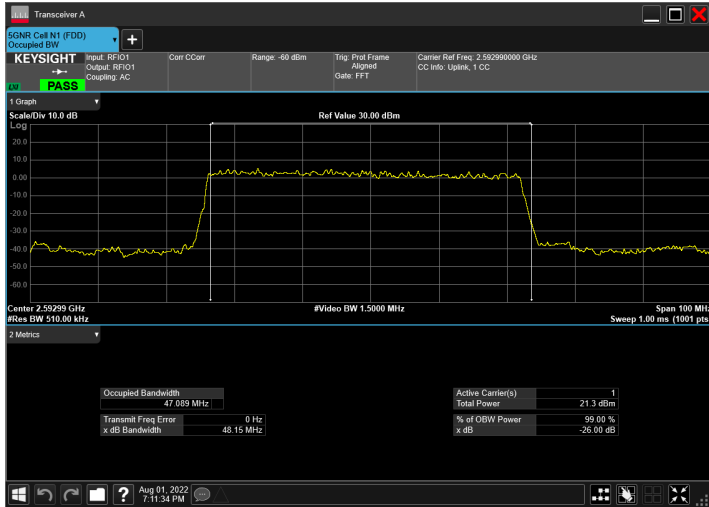 Transceiver A
5GNR Cell N1 (FDD)
Occupied BW
KEYSIGHT
Input: RFIO1
Output: RFIO1
Coupling: AC
Corr CCorr
Range: -60 dBm
Trig: Prot Frame
Aligned
Gate: FFT
Carrier Ref Freq: 2.592990000 GHz
CC Info: Uplink, 1 CC
LXI
PASS
1 Graph
Scale/Div 10.0 dB
Ref Value 30.00 dBm
Log
20.0
10.0
0.00
-10.0
-20.0
-30.0
-40.0
-50.0
-60.0
Center 2.59299 GHz
#Video BW 1.5000 MHz
Span 100 MHz
#Res BW 510.00 kHz
Sweep 1.00 ms (1001 pts
2 Metrics
Occupied Bandwidth
47.089 MHz
Active Carrier(s) 1
Total Power 21.3 dBm
Transmit Freq Error 0 Hz
x dB Bandwidth 48.15 MHz
% of OBW Power 99.00 %
x dB -26.00 dB
?
Aug 01, 2022
7:11:34 PM